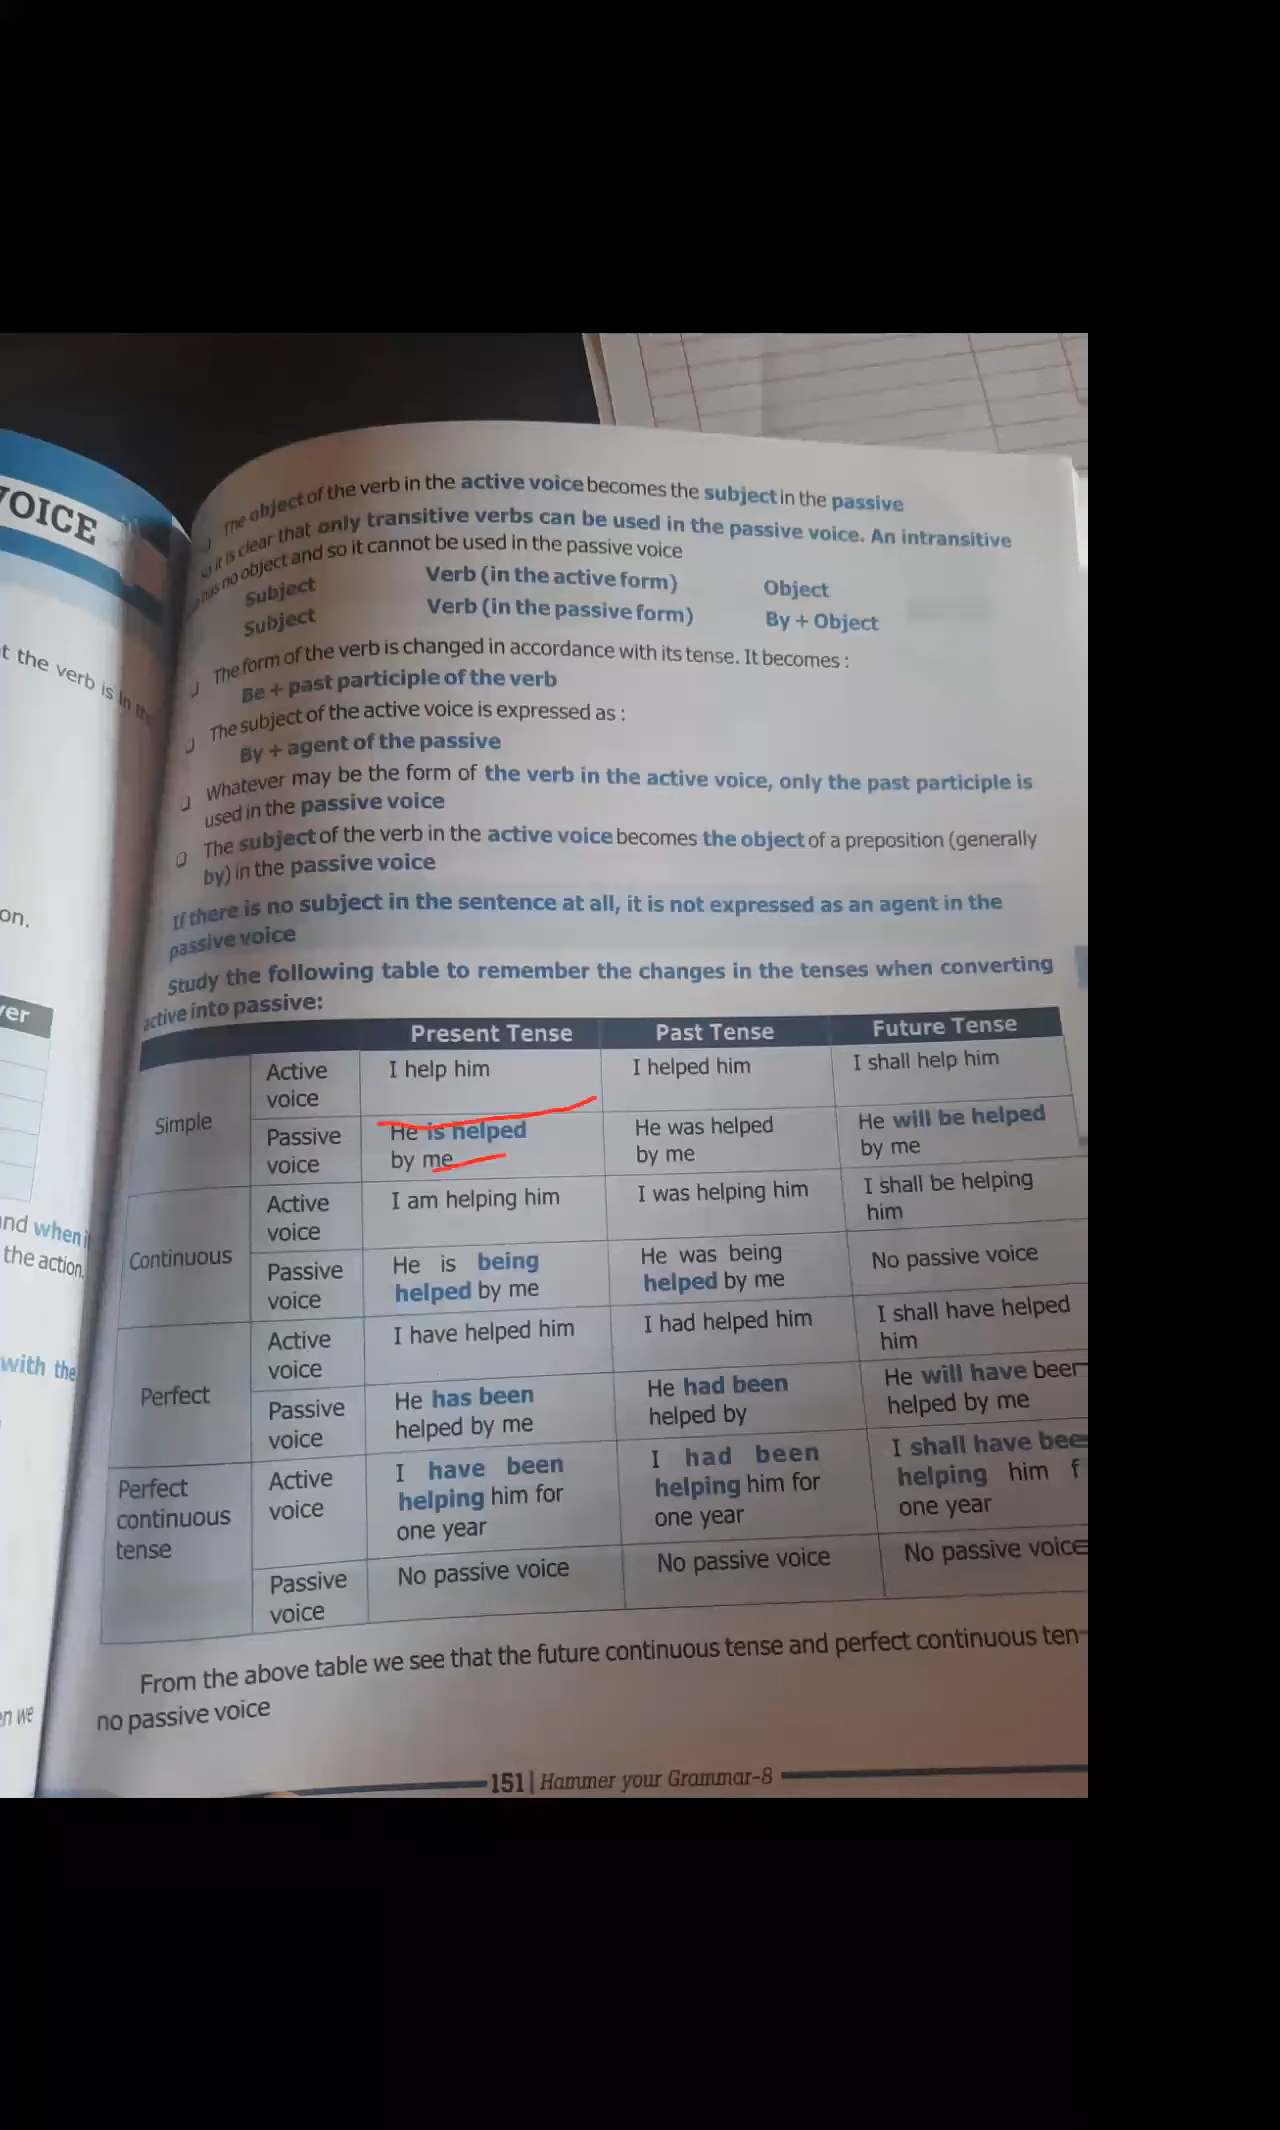 VOICE
t the verb is in the
on.
ver
and when it
the action.
with the
en we
The object of the verb in the active voice becomes the subject in the passive
so it is clear that only transitive verbs can be used in the passive voice. An intransitive
has no object and so it cannot be used in the passive voice
Subject Verb (in the active form) Object
Subject Verb (in the passive form) By + Object
The form of the verb is changed in accordance with its tense. It becomes :
Be + past participle of the verb
The subject of the active voice is expressed as :
By + agent of the passive
Whatever may be the form of the verb in the active voice, only the past participle is
used in the passive voice
The subject of the verb in the active voice becomes the object of a preposition (generally
by) in the passive voice
If there is no subject in the sentence at all, it is not expressed as an agent in the
passive voice
Study the following table to remember the changes in the tenses when converting
active into passive:
Present Tense Past Tense Future Tense
Simple
Active voice I help him I helped him I shall help him
Passive voice He is helped by me He was helped by me He will be helped by me
Continuous
Active voice I am helping him I was helping him I shall be helping him
Passive voice He is being helped by me He was being helped by me No passive voice
Perfect
Active voice I have helped him I had helped him I shall have helped him
Passive voice He has been helped by me He had been helped by He will have been helped by me
Perfect continuous tense
Active voice I have been helping him for one year I had been helping him for one year I shall have bee helping him f one year
Passive voice No passive voice No passive voice No passive voice
From the above table we see that the future continuous tense and perfect continuous ten
no passive voice
151 | Hammer your Grammar-8